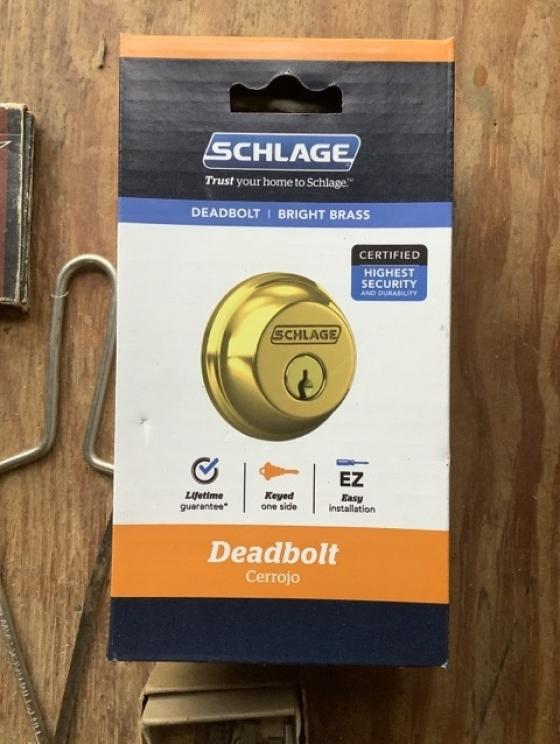 SCHLAGE
Trust your home to Schlage.™
DEADBOLT | BRIGHT BRASS
CERTIFIED
HIGHEST
SECURITY
AND DURABILITY
SCHLAGE
Lifetime
guarantee*
Keyed
one side
EZ
Easy
installation
Deadbolt
Cerrojo